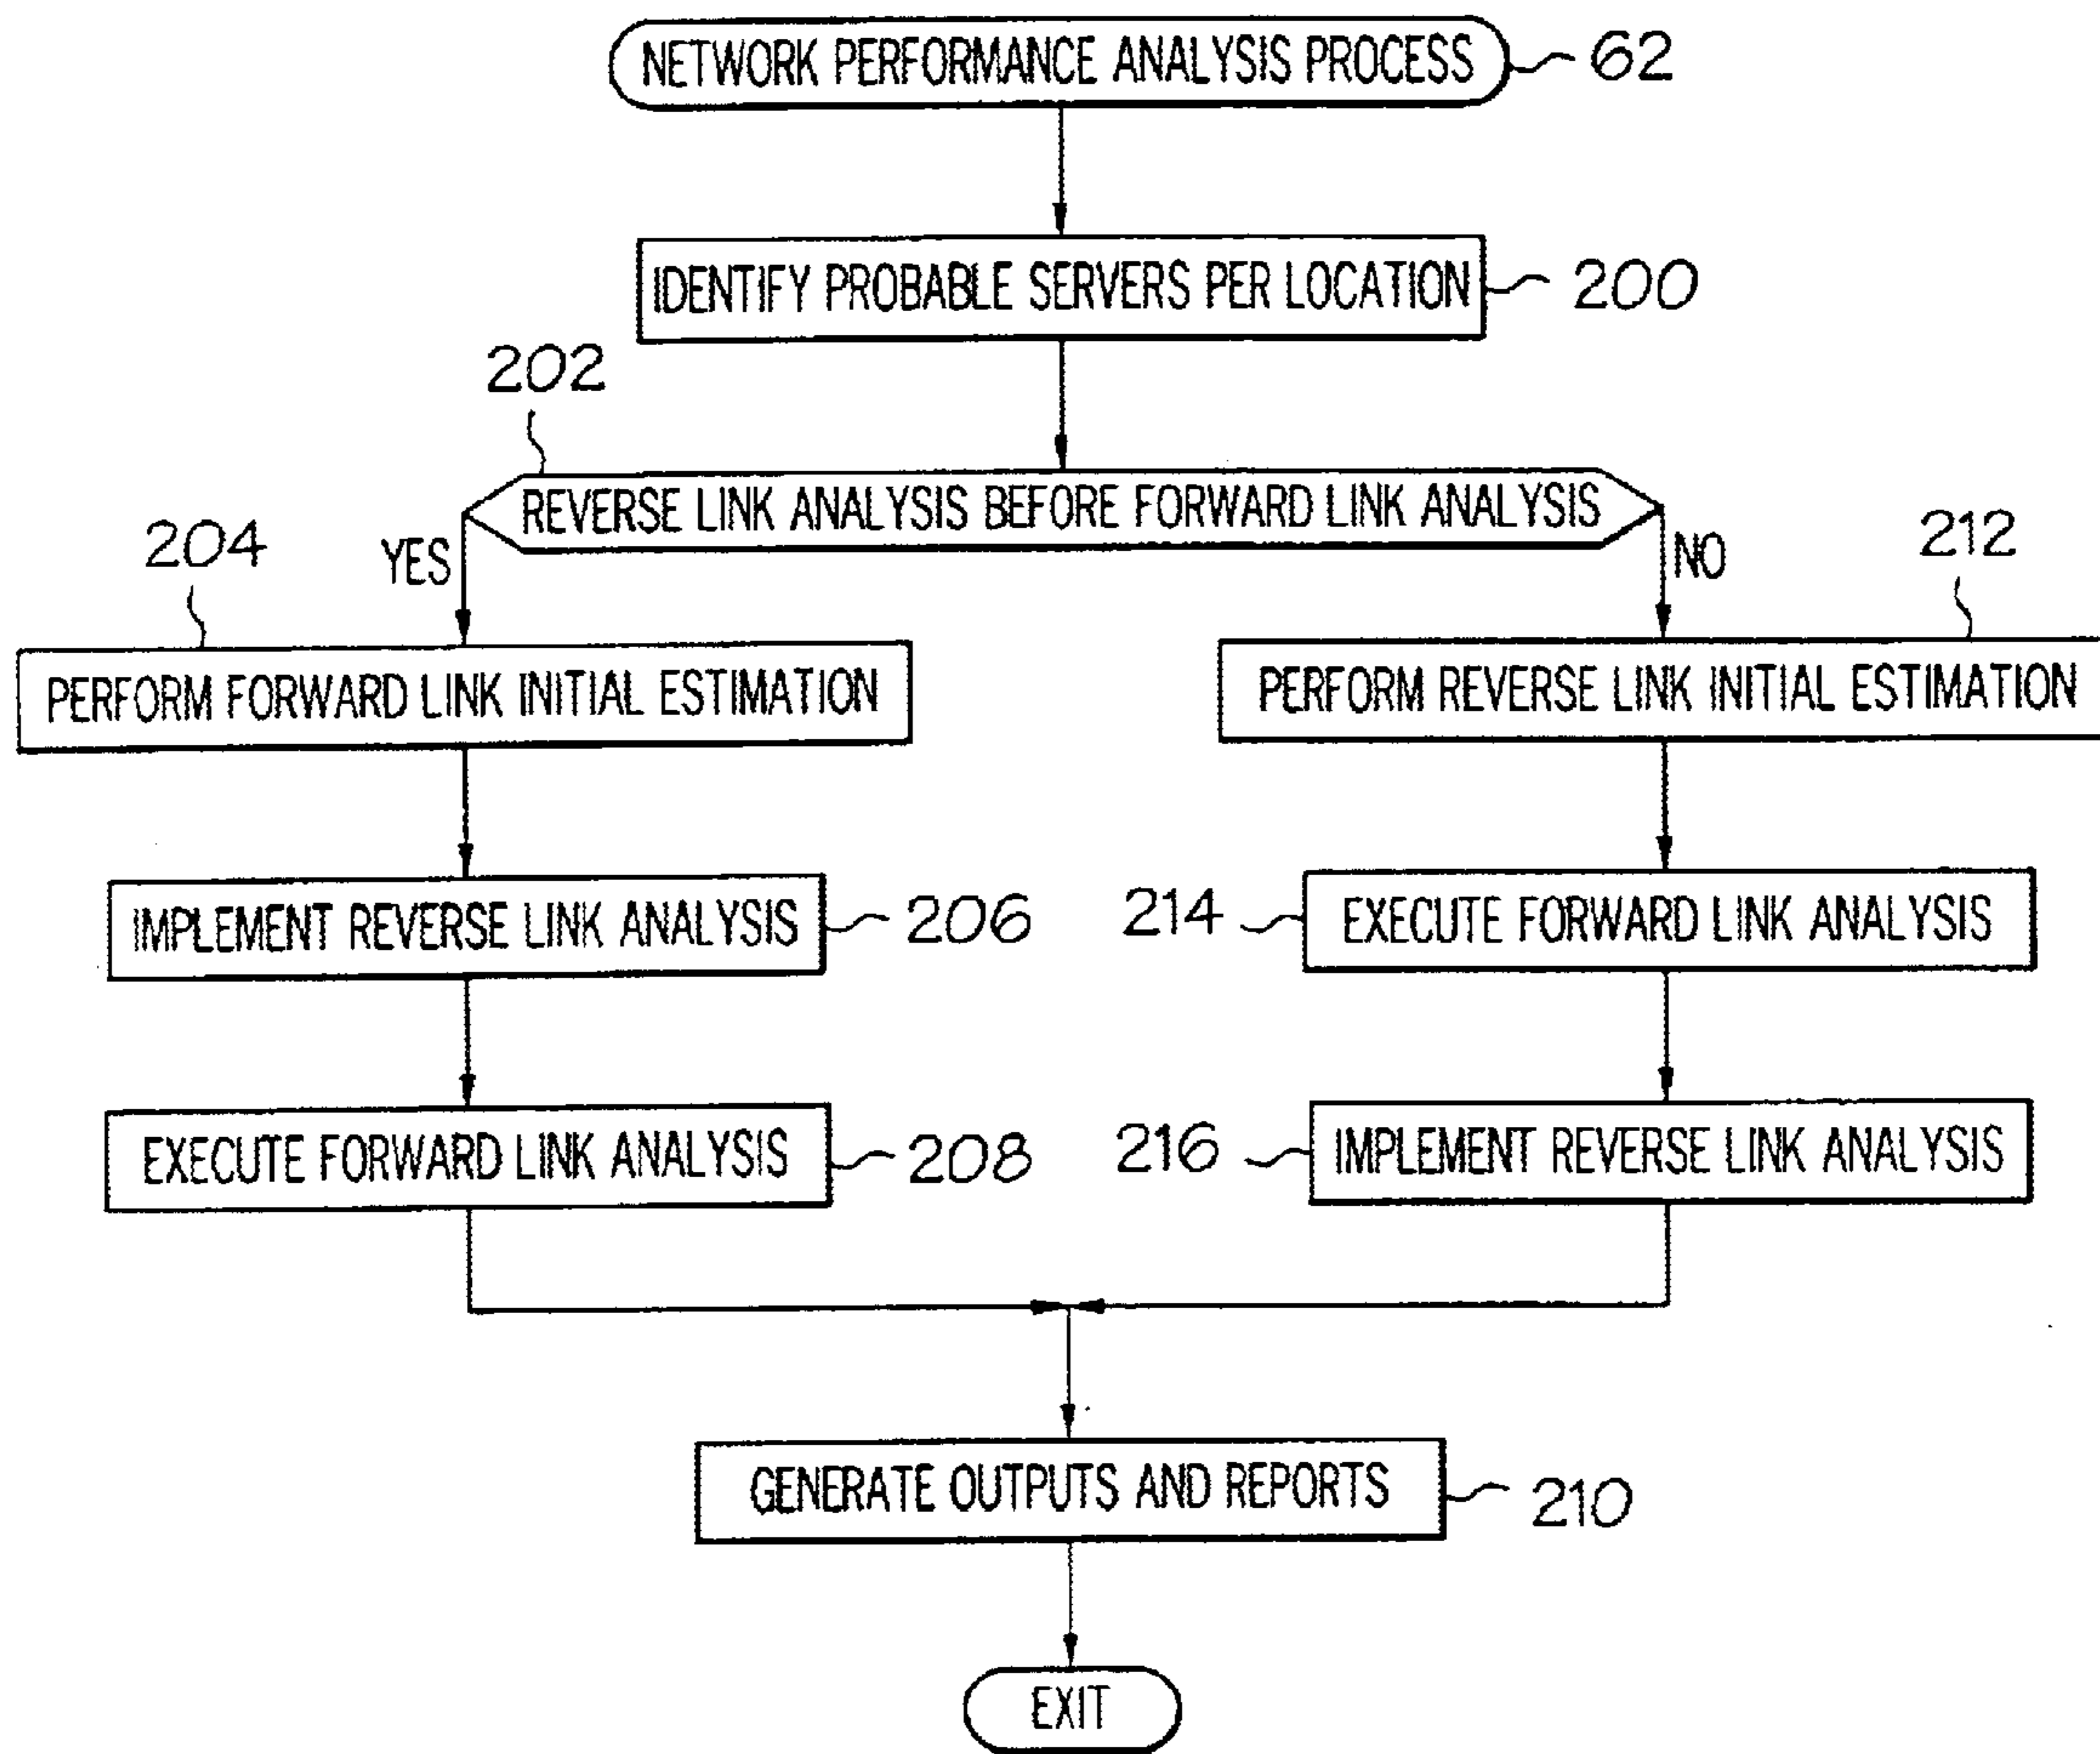 NETWORK PERFORMANCE ANALYSIS PROCESS 62
IDENTIFY PROBABLE SERVERS PER LOCATION 200
202
REVERSE LINK ANALYSIS BEFORE FORWARD LINK ANALYSIS
204 YES NO 212
PERFORM FORWARD LINK INITIAL ESTIMATION
PERFORM REVERSE LINK INITIAL ESTIMATION
IMPLEMENT REVERSE LINK ANALYSIS 206
214 EXECUTE FORWARD LINK ANALYSIS
EXECUTE FORWARD LINK ANALYSIS 208
216 IMPLEMENT REVERSE LINK ANALYSIS
GENERATE OUTPUTS AND REPORTS 210
EXIT